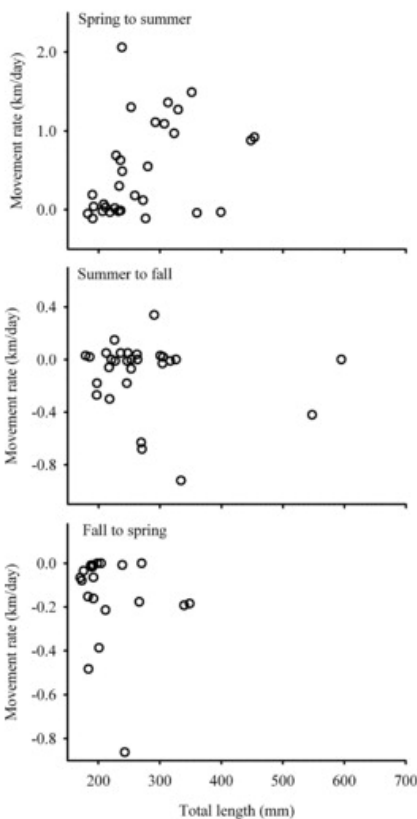 Spring to summer
2.0
1.0
0.0
Movement rate (km/day)
Summer to fall
0.4
0.0
-0.4
-0.8
Movement rate (km/day)
Fall to spring
0.0
-0.2
-0.4
-0.6
-0.8
Movement rate (km/day)
200 300 400 500 600 700
Total length (mm)